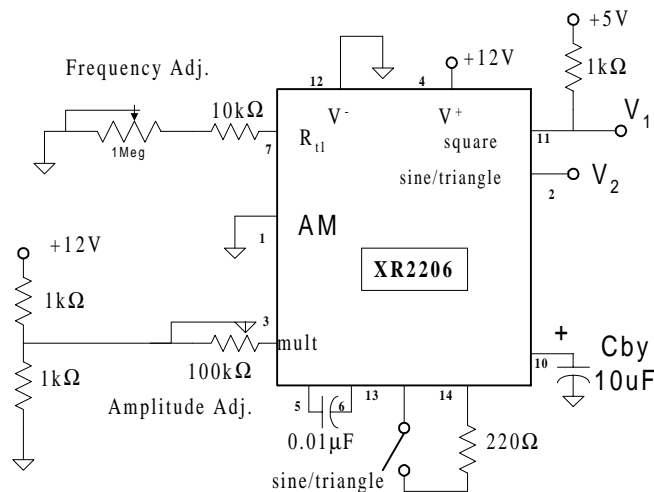 +5V
Frequency Adj.
12
4
+12V
1kΩ
10kΩ
V⁻
V⁺
V₁
1Meg
7
Rt1
square
11
sine/triangle
V₂
2
1
AM
+12V
XR2206
1kΩ
3
mult
+
Cby
10
10uF
1kΩ
100kΩ
Amplitude Adj.
5
6
13
14
0.01μF
220Ω
sine/triangle